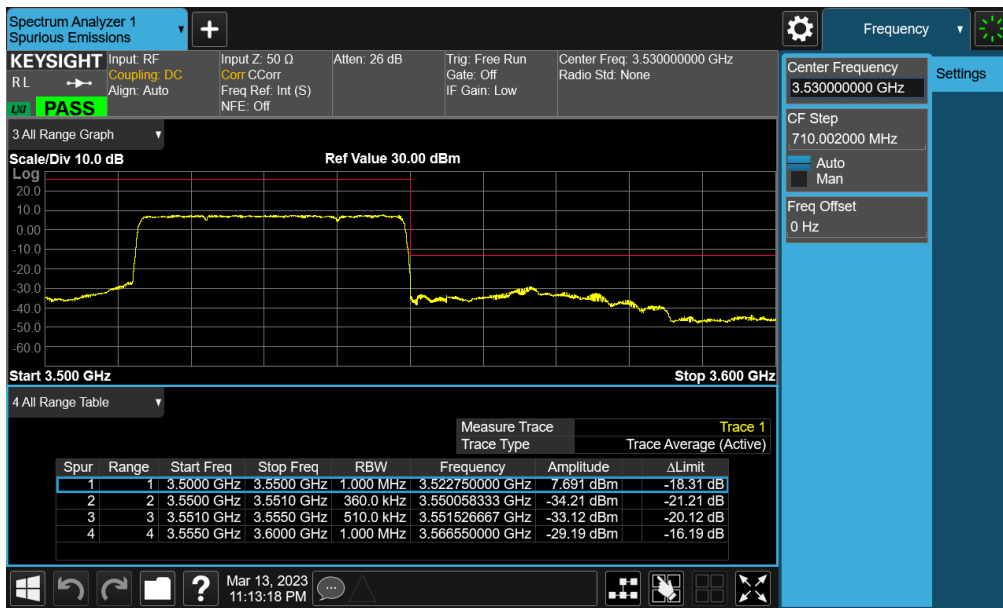 Spectrum Analyzer 1
Spurious Emissions
Frequency
KEYSIGHT
R L
LXI
PASS
Input: RF
Coupling: DC
Align: Auto
Input Z: 50 Ω
Corr CCorr
Freq Ref: Int (S)
NFE: Off
Atten: 26 dB
Trig: Free Run
Gate: Off
IF Gain: Low
Center Freq: 3.530000000 GHz
Radio Std: None
Center Frequency
3.530000000 GHz
Settings
CF Step
710.002000 MHz
Auto
Man
Freq Offset
0 Hz
3 All Range Graph
Scale/Div 10.0 dB
Ref Value 30.00 dBm
Log
20.0
10.0
0.00
-10.0
-20.0
-30.0
-40.0
-50.0
-60.0
Start 3.500 GHz
Stop 3.600 GHz
4 All Range Table
Measure Trace Trace 1
Trace Type Trace Average (Active)
Spur Range Start Freq Stop Freq RBW Frequency Amplitude ΔLimit
1 1 3.5000 GHz 3.5500 GHz 1.000 MHz 3.522750000 GHz 7.691 dBm -18.31 dB
2 2 3.5500 GHz 3.5510 GHz 360.0 kHz 3.550058333 GHz -34.21 dBm -21.21 dB
3 3 3.5510 GHz 3.5550 GHz 510.0 kHz 3.551526667 GHz -33.12 dBm -20.12 dB
4 4 3.5550 GHz 3.6000 GHz 1.000 MHz 3.566550000 GHz -29.19 dBm -16.19 dB
?
Mar 13, 2023
11:13:18 PM